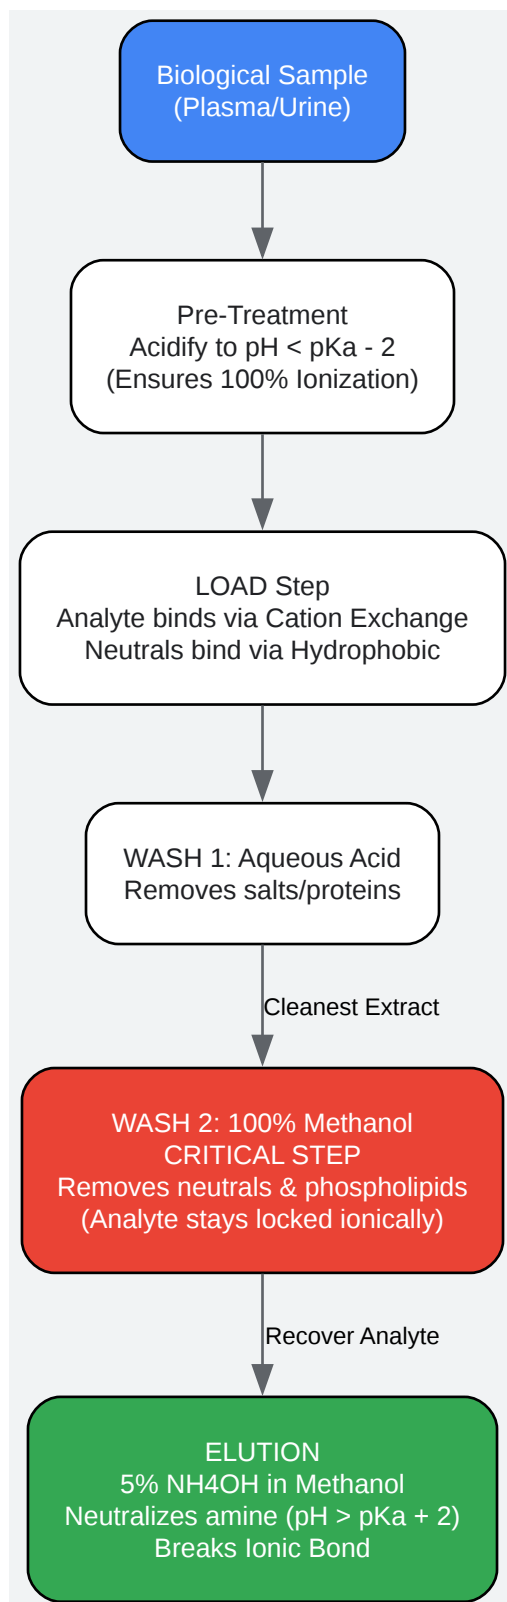 Biological Sample
(Plasma/Urine)
Pre-Treatment
Acidify to pH < pKa - 2
(Ensures 100% Ionization)
LOAD Step
Analyte binds via Cation Exchange
Neutrals bind via Hydrophobic
WASH 1: Aqueous Acid
Removes salts/proteins
Cleanest Extract
WASH 2: 100% Methanol
CRITICAL STEP
Removes neutrals & phospholipids
(Analyte stays locked ionically)
Recover Analyte
ELUTION
5% NH4OH in Methanol
Neutralizes amine (pH > pKa + 2)
Breaks Ionic Bond